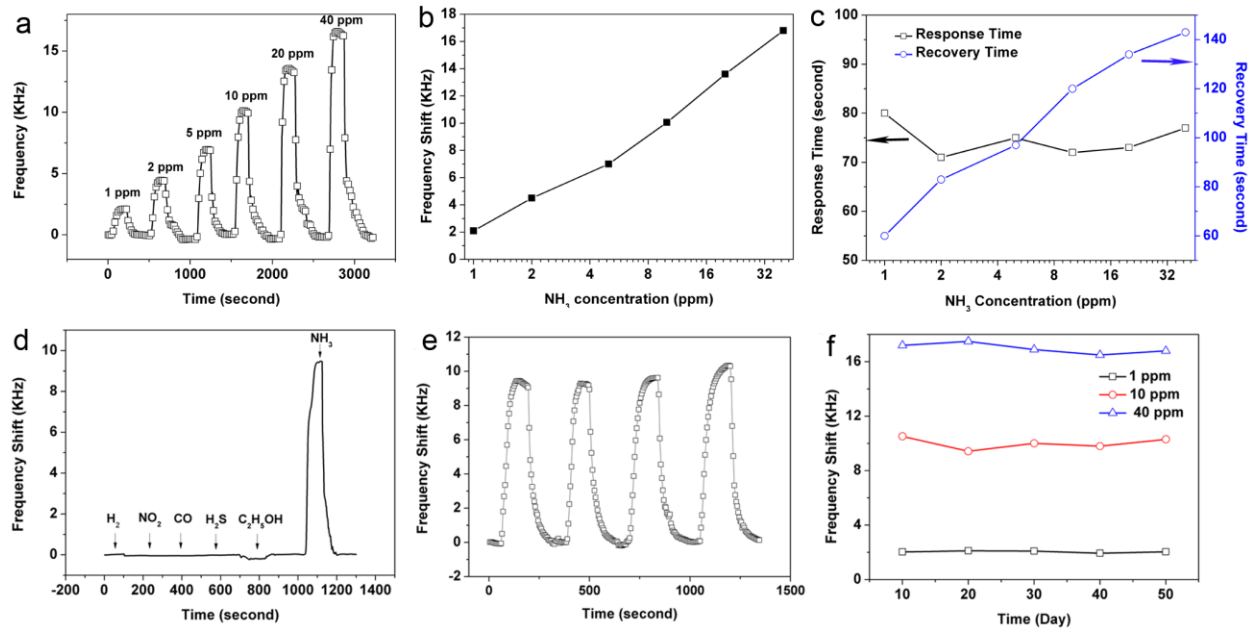 a
40 ppm
20 ppm
10 ppm
5 ppm
2 ppm
1 ppm
15
10
5
0
Frequency (KHz)
0 1000 2000 3000
Time (second)
b
18
16
14
12
10
8
6
4
2
0
Frequency Shift (KHz)
1 2 4 8 16 32
NH₃ concentration (ppm)
c
Response Time
Recovery Time
100
90
80
70
60
50
Response Time (second)
140
120
100
80
60
Recovery Time (second)
1 2 4 8 16 32
NH₃ Concentration (ppm)
d
NH₃
H₂ NO₂ CO H₂S C₂H₅OH
10
8
6
4
2
0
Frequency Shift (KHz)
-200 0 200 400 600 800 1000 1200 1400
Time (second)
e
12
10
8
6
4
2
0
-2
Frequency Shift (KHz)
0 500 1000 1500
Time (second)
f
1 ppm
10 ppm
40 ppm
16
12
8
4
0
Frequency Shift (KHz)
10 20 30 40 50
Time (Day)